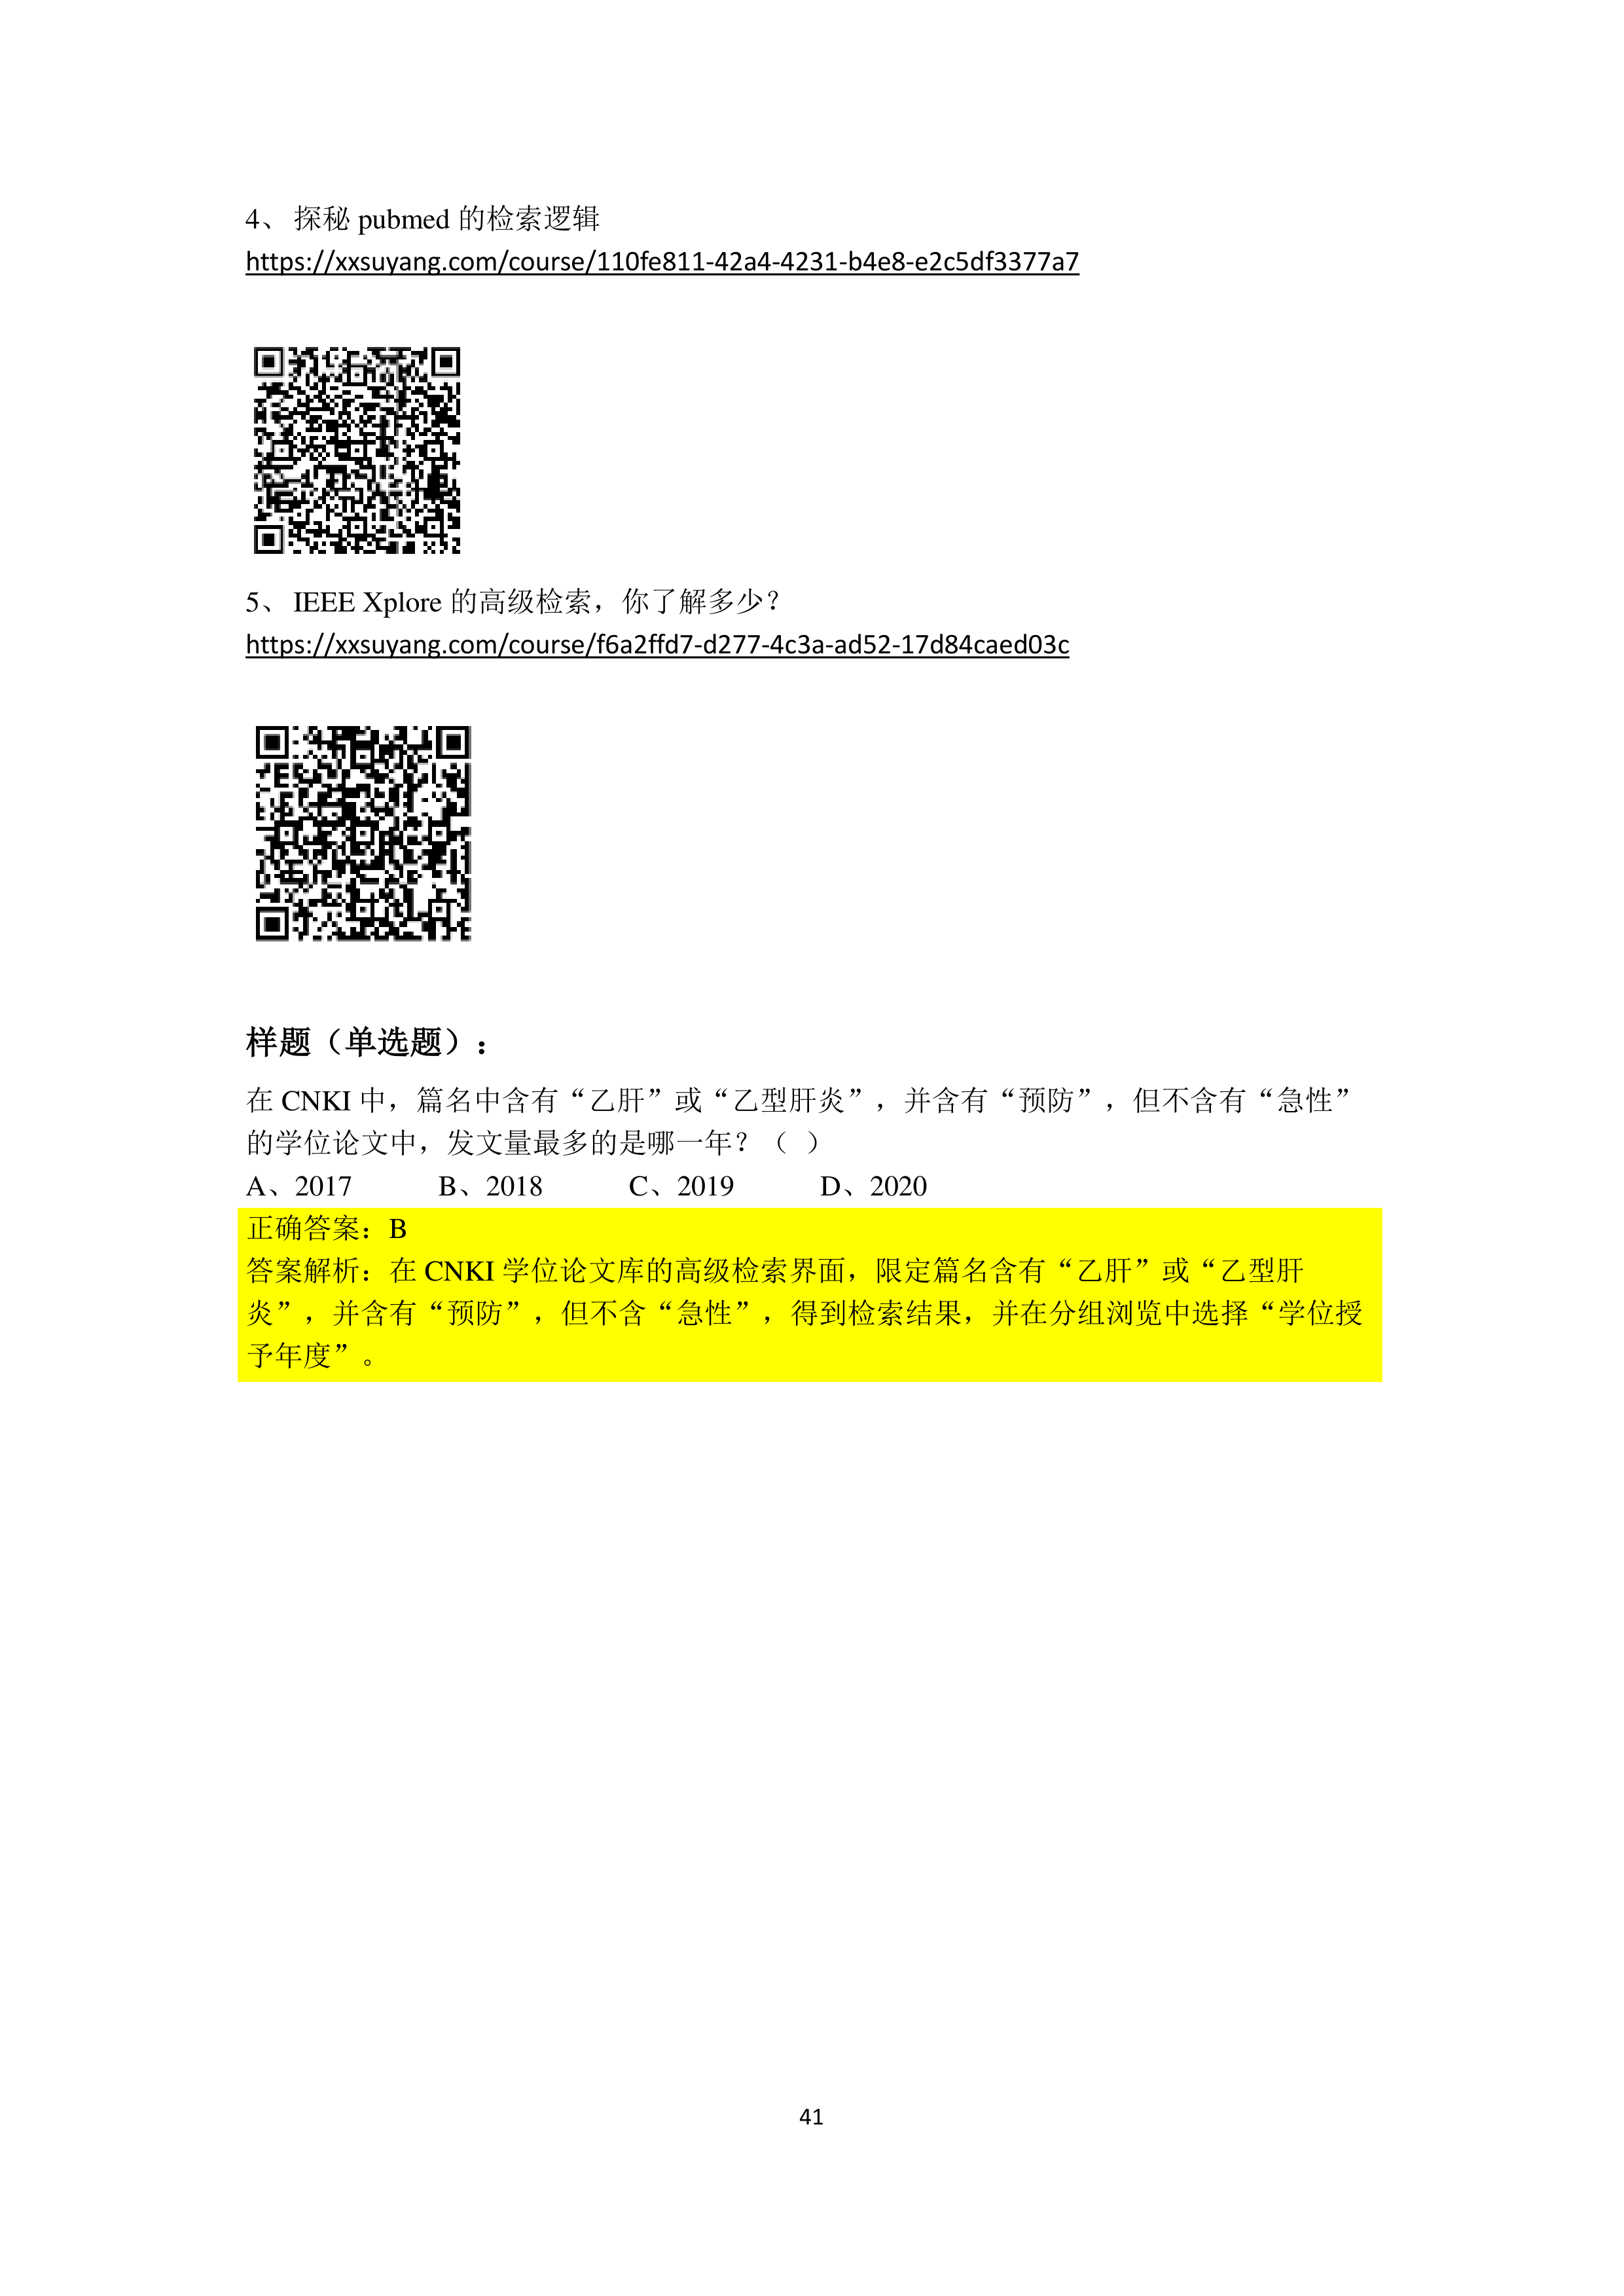 4、 探秘 pubmed 的检索逻辑
https://xxsuyang.com/course/110fe811-42a4-4231-b4e8-e2c5df3377a7
5、 IEEE Xplore 的高级检索，你了解多少？
https://xxsuyang.com/course/f6a2ffd7-d277-4c3a-ad52-17d84caed03c
样题（单选题）：
在 CNKI 中，篇名中含有“乙肝”或“乙型肝炎”，并含有“预防”，但不含有“急性”
的学位论文中，发文量最多的是哪一年？（ ）
A、2017 B、2018 C、2019 D、2020
正确答案：B
答案解析：在 CNKI 学位论文库的高级检索界面，限定篇名含有“乙肝”或“乙型肝
炎”，并含有“预防”，但不含“急性”，得到检索结果，并在分组浏览中选择“学位授
予年度”。
41